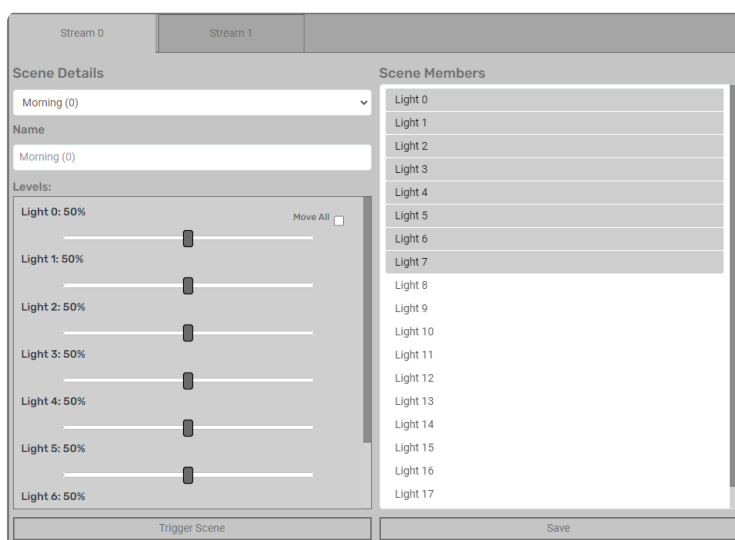 Stream 0
Stream 1
Scene Details
Morning (0)
Name
Morning (0)
Levels:
Light 0: 50%
Move All
Light 1: 50%
Light 2: 50%
Light 3: 50%
Light 4: 50%
Light 5: 50%
Light 6: 50%
Trigger Scene
Scene Members
Light 0
Light 1
Light 2
Light 3
Light 4
Light 5
Light 6
Light 7
Light 8
Light 9
Light 10
Light 11
Light 12
Light 13
Light 14
Light 15
Light 16
Light 17
Save